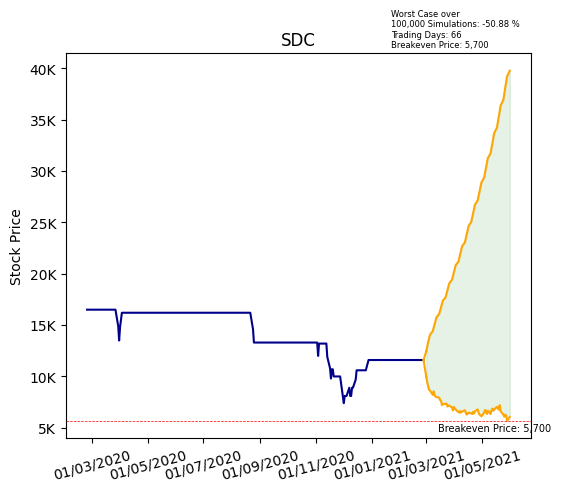 Worst Case over
100,000 Simulations: -50.88 %
Trading Days: 66
Breakeven Price: 5,700
SDC
Stock Price
40K
35K
30K
25K
20K
15K
10K
5K
Breakeven Price: 5,700
01/03/2020
01/05/2020
01/07/2020
01/09/2020
01/11/2020
01/01/2021
01/03/2021
01/05/2021